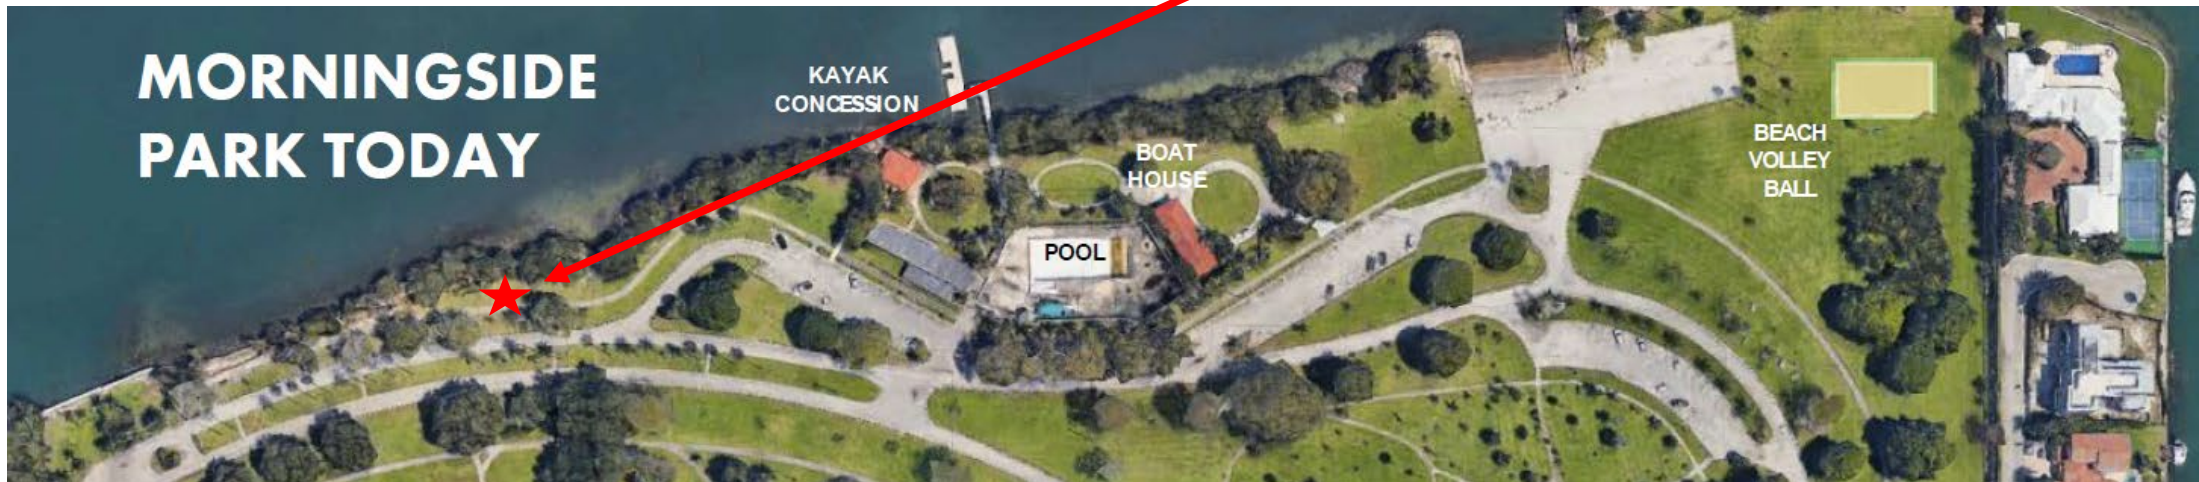 MORNINGSIDE
PARK TODAY
KAYAK
CONCESSION
BOAT
HOUSE
POOL
BEACH
VOLLEY
BALL